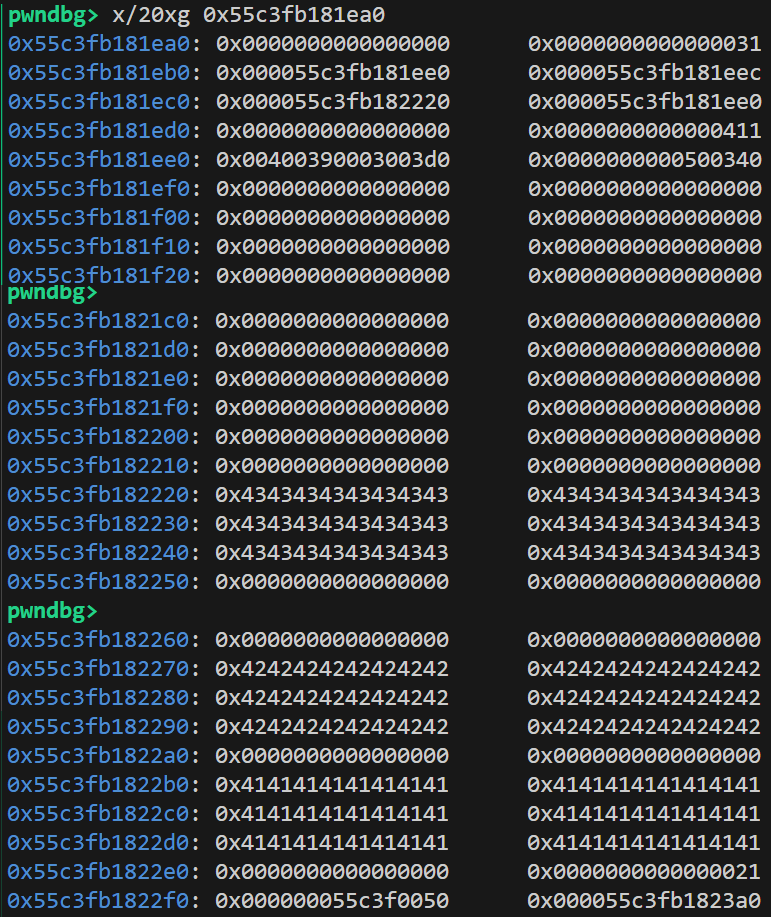 pwndbg> x/20xg 0x55c3fb181ea0
0x55c3fb181ea0: 0x0000000000000000 0x0000000000000031
0x55c3fb181eb0: 0x000055c3fb181ee0 0x000055c3fb181eec
0x55c3fb181ec0: 0x000055c3fb182220 0x000055c3fb181ee0
0x55c3fb181ed0: 0x0000000000000000 0x0000000000000411
0x55c3fb181ee0: 0x00400390003003d0 0x0000000000500340
0x55c3fb181ef0: 0x0000000000000000 0x0000000000000000
0x55c3fb181f00: 0x0000000000000000 0x0000000000000000
0x55c3fb181f10: 0x0000000000000000 0x0000000000000000
0x55c3fb181f20: 0x0000000000000000 0x0000000000000000
pwndbg>
0x55c3fb1821c0: 0x0000000000000000 0x0000000000000000
0x55c3fb1821d0: 0x0000000000000000 0x0000000000000000
0x55c3fb1821e0: 0x0000000000000000 0x0000000000000000
0x55c3fb1821f0: 0x0000000000000000 0x0000000000000000
0x55c3fb182200: 0x0000000000000000 0x0000000000000000
0x55c3fb182210: 0x0000000000000000 0x0000000000000000
0x55c3fb182220: 0x4343434343434343 0x4343434343434343
0x55c3fb182230: 0x4343434343434343 0x4343434343434343
0x55c3fb182240: 0x4343434343434343 0x4343434343434343
0x55c3fb182250: 0x0000000000000000 0x0000000000000000
pwndbg>
0x55c3fb182260: 0x0000000000000000 0x0000000000000000
0x55c3fb182270: 0x4242424242424242 0x4242424242424242
0x55c3fb182280: 0x4242424242424242 0x4242424242424242
0x55c3fb182290: 0x4242424242424242 0x4242424242424242
0x55c3fb1822a0: 0x0000000000000000 0x0000000000000000
0x55c3fb1822b0: 0x4141414141414141 0x4141414141414141
0x55c3fb1822c0: 0x4141414141414141 0x4141414141414141
0x55c3fb1822d0: 0x4141414141414141 0x4141414141414141
0x55c3fb1822e0: 0x0000000000000000 0x0000000000000021
0x55c3fb1822f0: 0x000000055c3f0050 0x000055c3fb1823a0